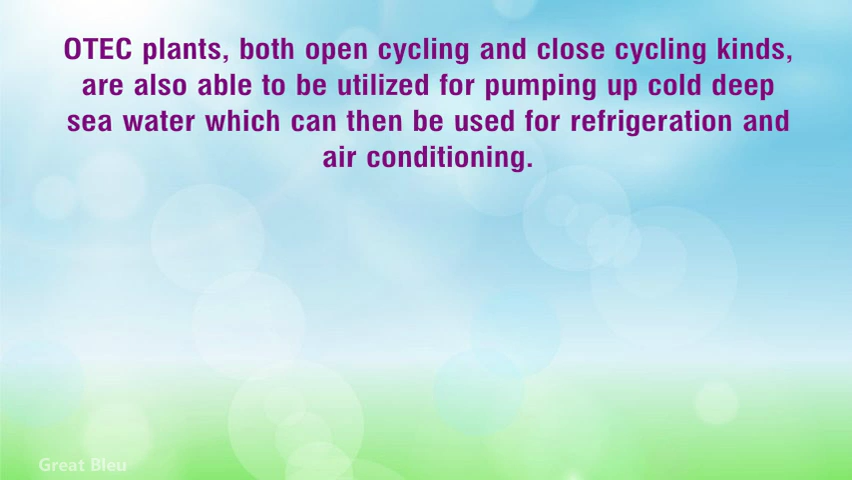 OTEC plants, both open cycling and close cycling kinds,
are also able to be utilized for pumping up cold deep
sea water which can then be used for refrigeration and
air conditioning.
Great Bleu